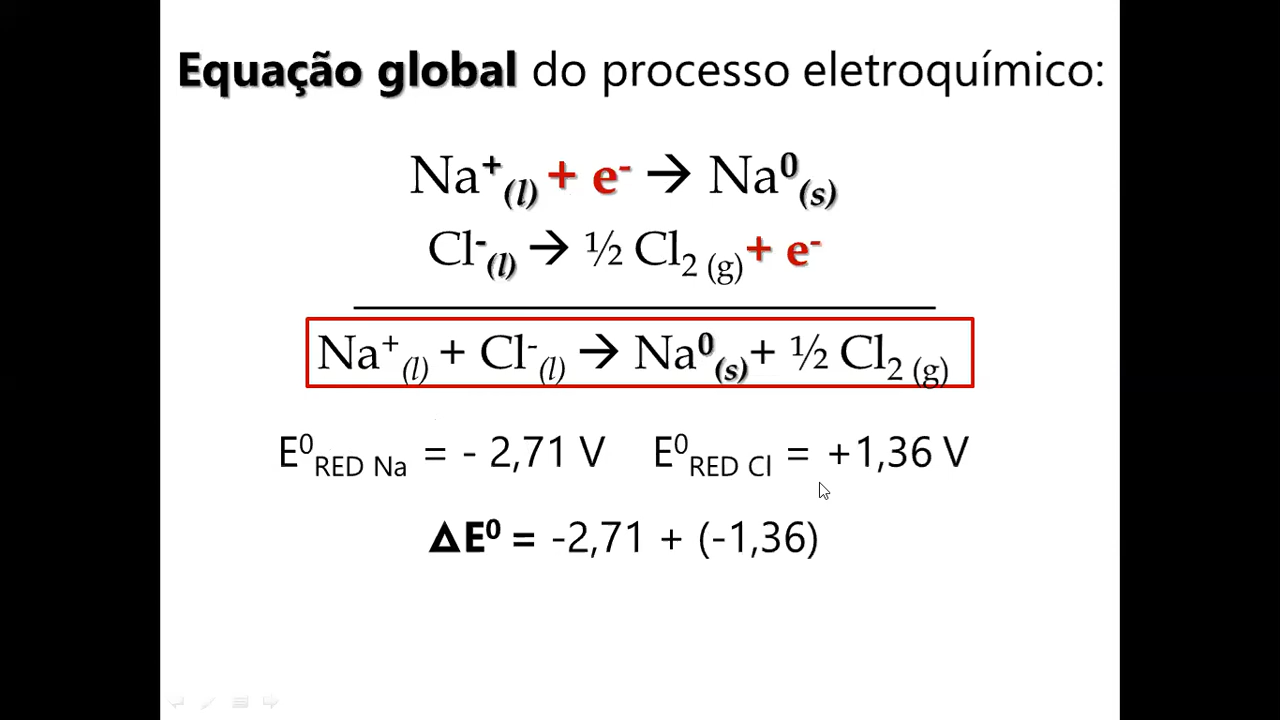 Equação global do processo eletroquímico:
Na⁺(l) + e⁻ → Na⁰(s)
Cl⁻(l) → ½ Cl₂ (g) + e⁻
Na⁺(l) + Cl⁻(l) → Na⁰(s) + ½ Cl₂ (g)
E⁰RED Na = - 2,71 V E⁰RED Cl = +1,36 V
ΔE⁰ = -2,71 + (-1,36)